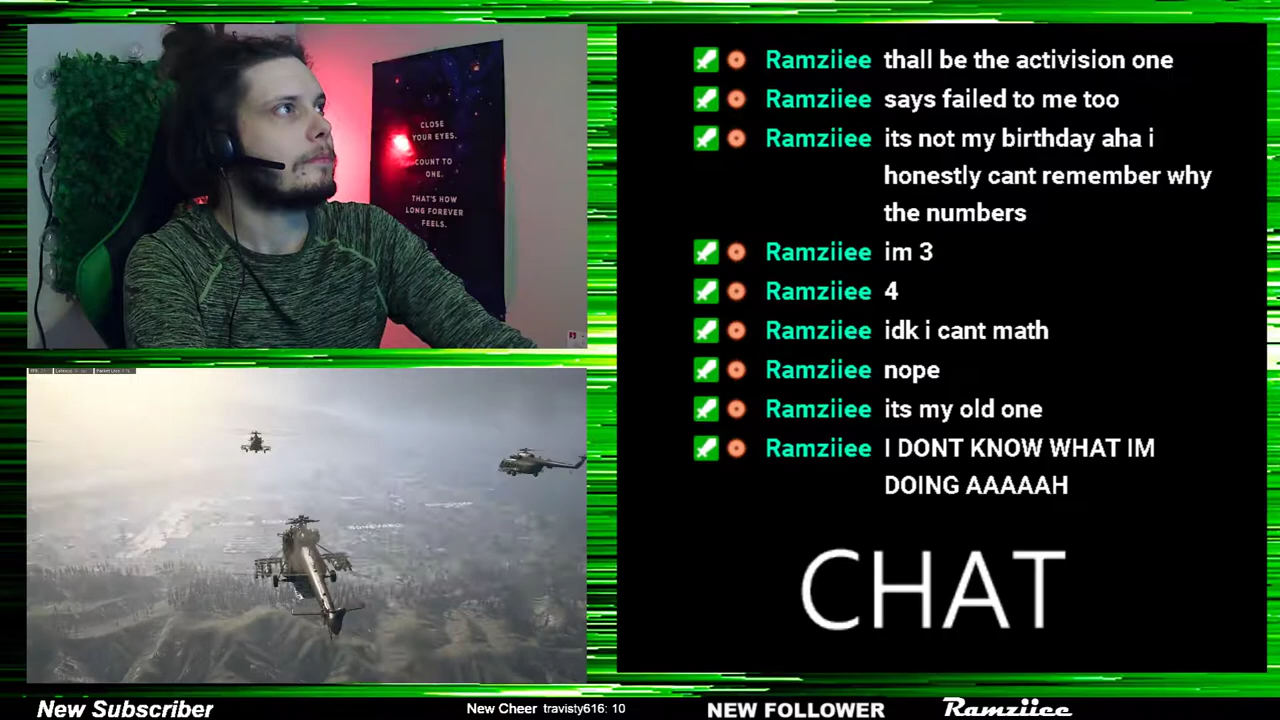 CLOSE
YOUR EYES.
COUNT TO
ONE.
THAT'S HOW
LONG FOREVER
FEELS.
Ramziiee thall be the activision one
Ramziiee says failed to me too
Ramziiee its not my birthday aha i
honestly cant remember why
the numbers
Ramziiee im 3
Ramziiee 4
Ramziiee idk i cant math
Ramziiee nope
Ramziiee its my old one
Ramziiee I DONT KNOW WHAT IM
DOING AAAAAH
CHAT
New Subscriber
New Cheer travisty616: 10
NEW FOLLOWER
Ramziiee